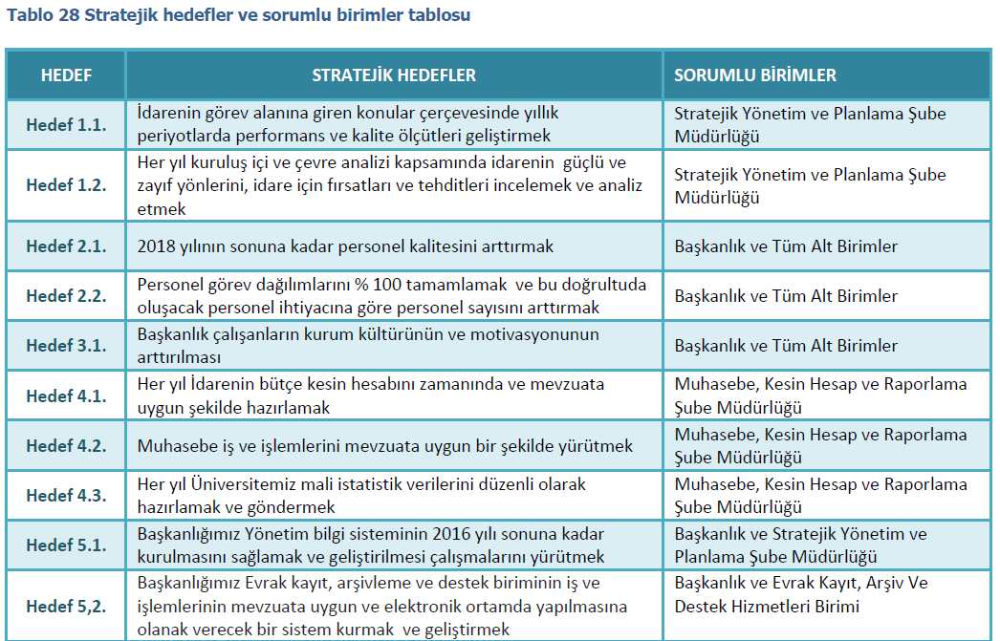 Tablo 28 Stratejik hedefler ve sorumlu birimler tablosu
HEDEF
STRATEJİK HEDEFLER
SORUMLU BİRİMLER
Hedef 1.1.
İdarenin görev alanına giren konular çerçevesinde yıllık
periyotlarda performans ve kalite ölçütleri geliştirmek
Stratejik Yönetim ve Planlama Şube
Müdürlüğü
Hedef 1.2.
Her yıl kuruluş içi ve çevre analizi kapsamında idarenin güçlü ve
zayıf yönlerini, idare için fırsatları ve tehditleri incelemek ve analiz
etmek
Stratejik Yönetim ve Planlama Şube
Müdürlüğü
Hedef 2.1.
2018 yılının sonuna kadar personel kalitesini arttırmak
Başkanlık ve Tüm Alt Birimler
Hedef 2.2.
Personel görev dağılımlarını % 100 tamamlamak ve bu doğrultuda
oluşacak personel ihtiyacına göre personel sayısını arttırmak
Başkanlık ve Tüm Alt Birimler
Hedef 3.1.
Başkanlık çalışanların kurum kültürünün ve motivasyonunun
arttırılması
Başkanlık ve Tüm Alt Birimler
Hedef 4.1.
Her yıl İdarenin bütçe kesin hesabını zamanında ve mevzuata
uygun şekilde hazırlamak
Muhasebe, Kesin Hesap ve Raporlama
Şube Müdürlüğü
Hedef 4.2.
Muhasebe iş ve işlemlerini mevzuata uygun bir şekilde yürütmek
Muhasebe, Kesin Hesap ve Raporlama
Şube Müdürlüğü
Hedef 4.3.
Her yıl Üniversitemiz mali istatistik verilerini düzenli olarak
hazırlamak ve göndermek
Muhasebe, Kesin Hesap ve Raporlama
Şube Müdürlüğü
Hedef 5.1.
Başkanlığımız Yönetim bilgi sisteminin 2016 yılı sonuna kadar
kurulmasını sağlamak ve geliştirilmesi çalışmalarını yürütmek
Başkanlık ve Stratejik Yönetim ve
Planlama Şube Müdürlüğü
Hedef 5,2.
Başkanlığımız Evrak kayıt, arşivleme ve destek biriminin iş ve
işlemlerinin mevzuata uygun ve elektronik ortamda yapılmasına
olanak verecek bir sistem kurmak ve geliştirmek
Başkanlık ve Evrak Kayıt, Arşiv Ve
Destek Hizmetleri Birimi